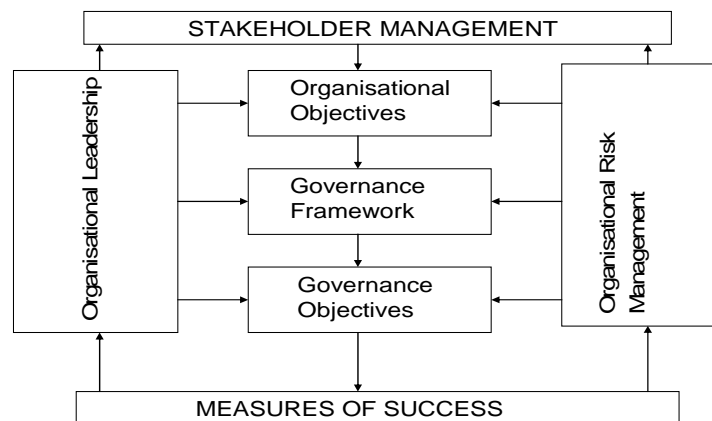 STAKEHOLDER MANAGEMENT
Organisational Leadership
Organisational
Objectives
Governance
Framework
Governance
Objectives
Organisational Risk
Management
MEASURES OF SUCCESS